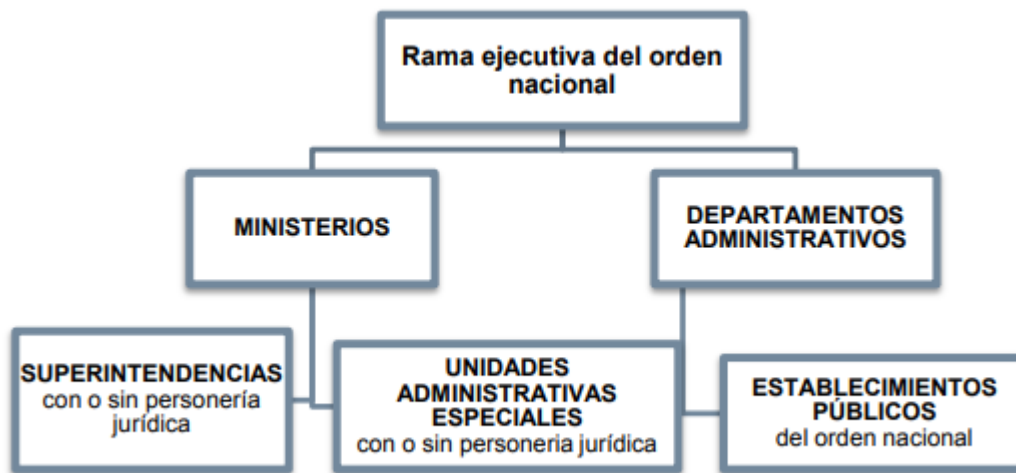 Rama ejecutiva del orden
nacional
MINISTERIOS
DEPARTAMENTOS
ADMINISTRATIVOS
SUPERINTENDENCIAS
con o sin personería
jurídica
UNIDADES
ADMINISTRATIVAS
ESPECIALES
con o sin personeria jurídica
ESTABLECIMIENTOS
PÚBLICOS
del orden nacional